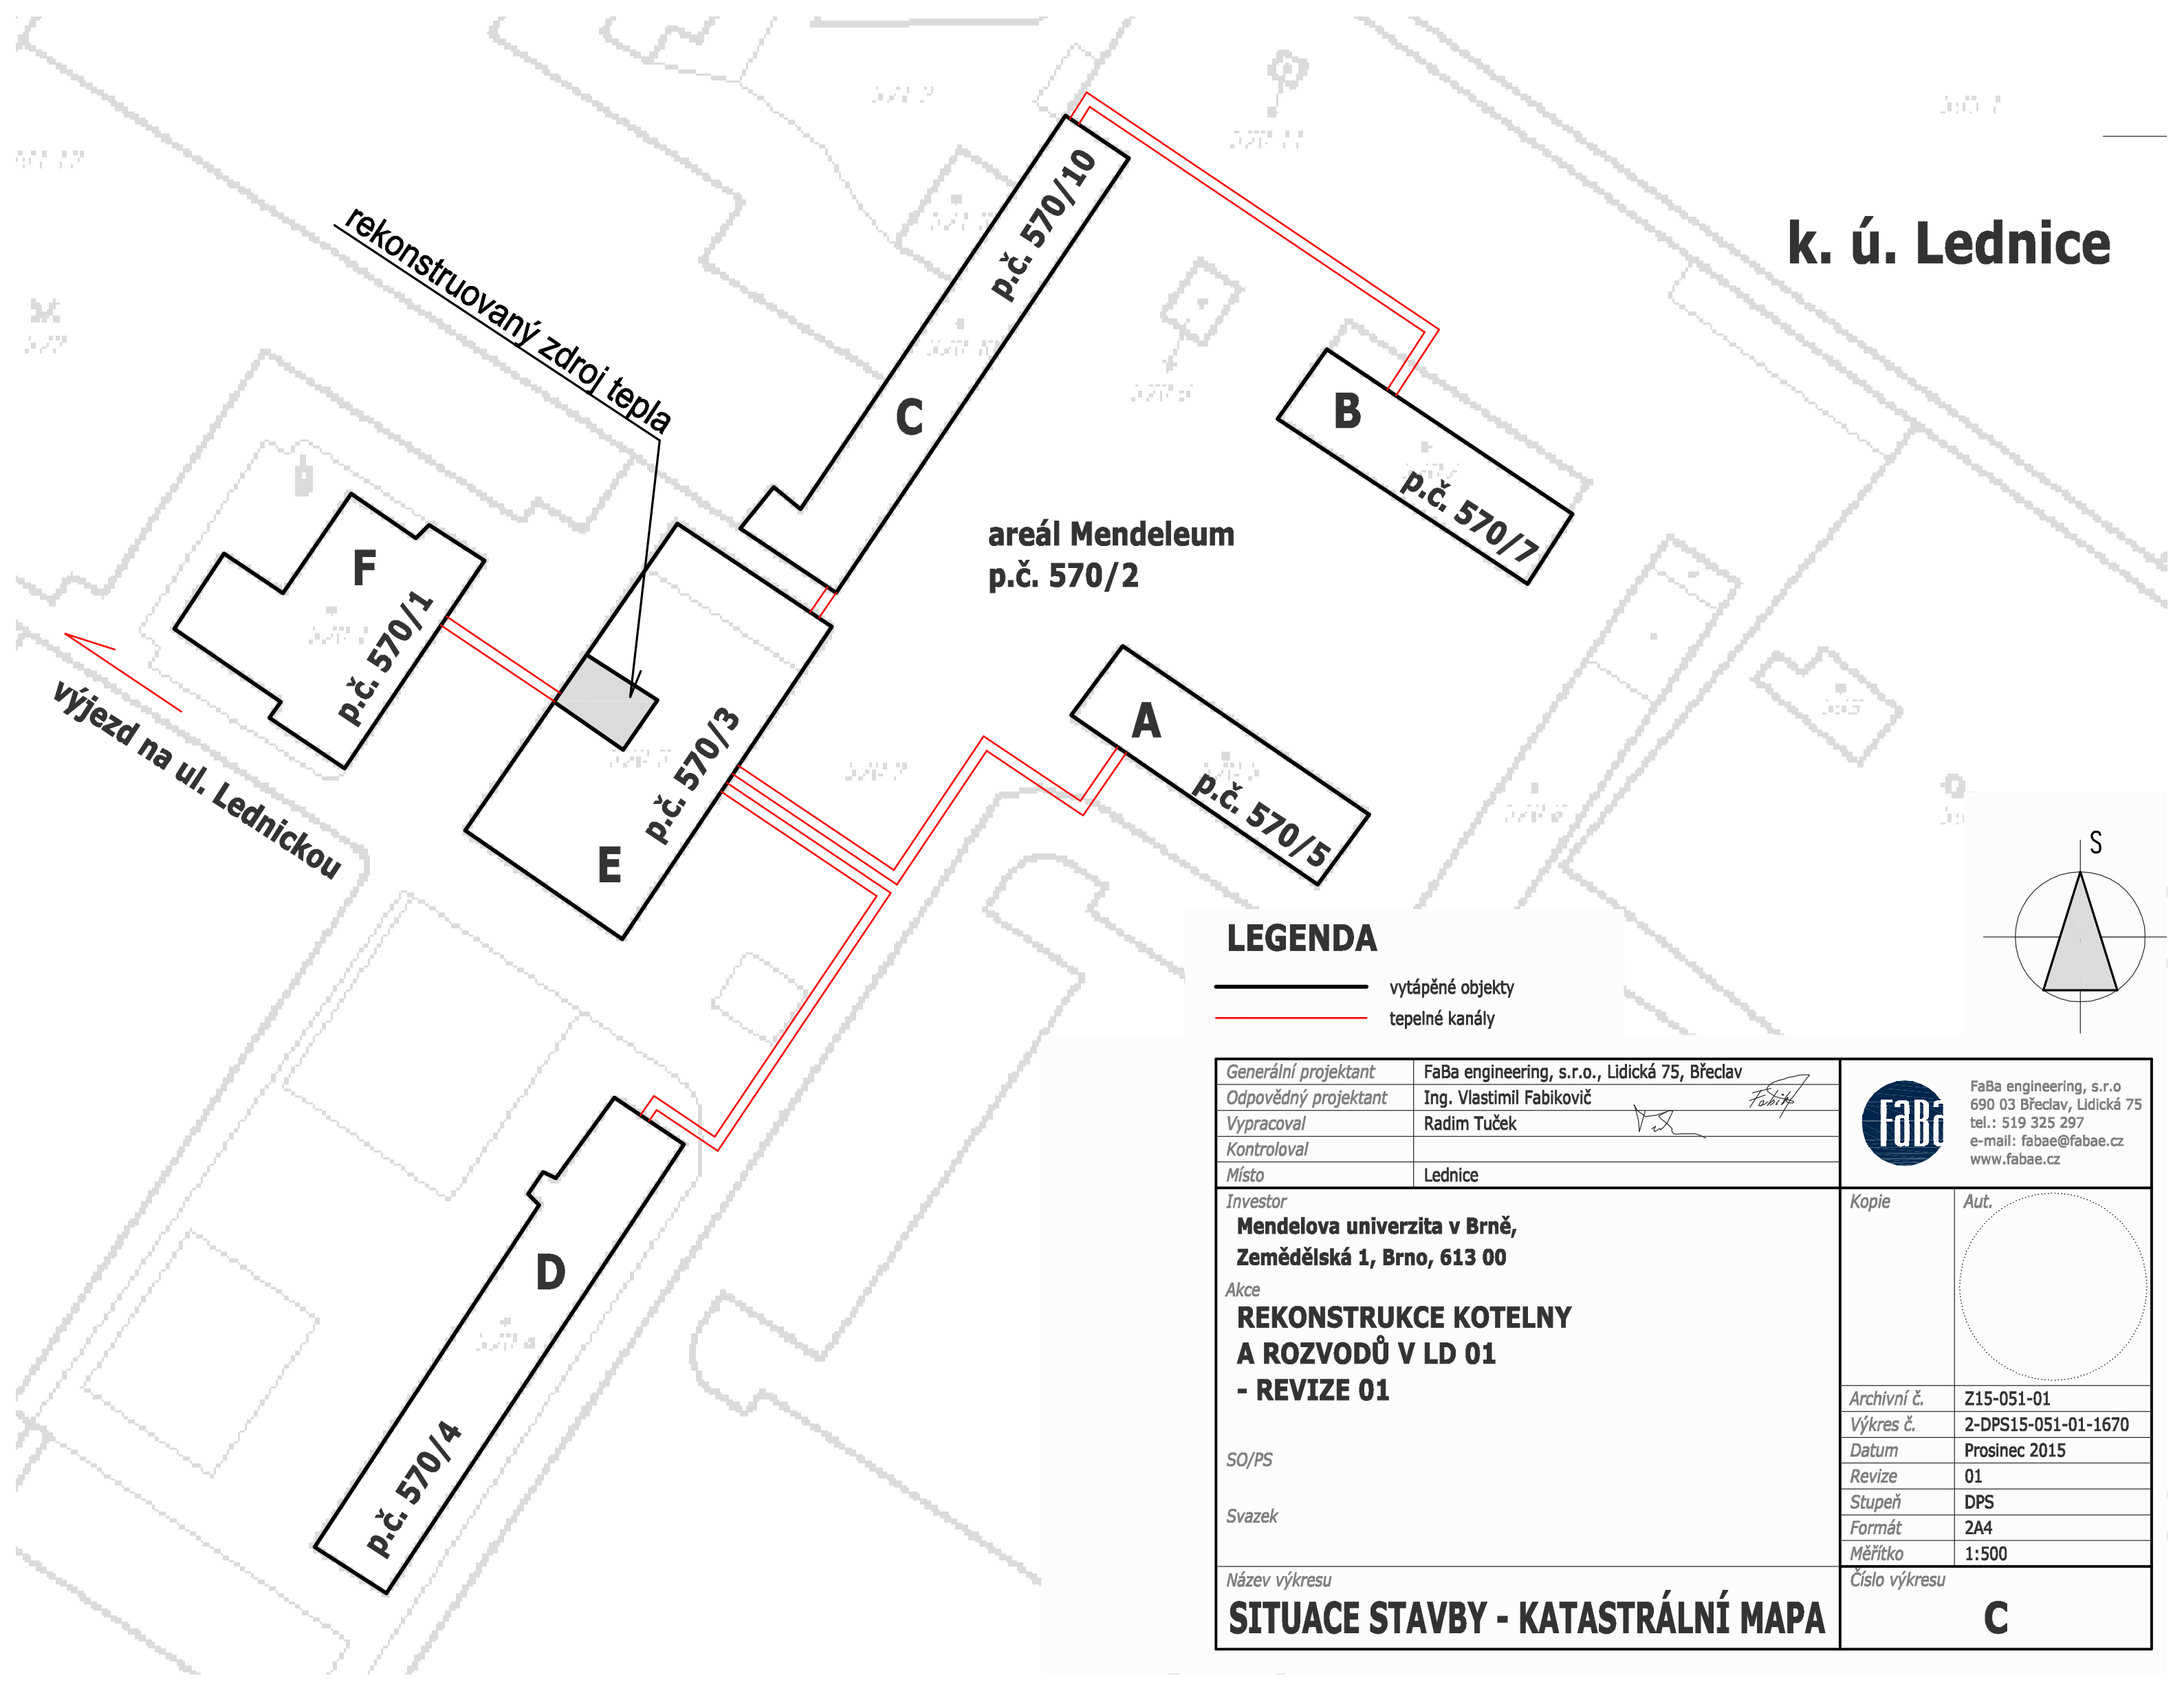 k. ú. Lednice
rekonstruovaný zdroj tepla
p.č. 570/10
C
B
p.č. 570/7
areál Mendeleum
p.č. 570/2
F
p.č. 570/1
výjezd na ul. Lednickou
p.č. 570/3
E
A
p.č. 570/5
D
p.č. 570/4
S
LEGENDA
vytápěné objekty
tepelné kanály
Generální projektant FaBa engineering, s.r.o., Lidická 75, Břeclav
Odpovědný projektant Ing. Vlastimil Fabikovič
Vypracoval Radim Tuček
Kontroloval
Místo Lednice
FaBa
FaBa engineering, s.r.o
690 03 Břeclav, Lidická 75
tel.: 519 325 297
e-mail: fabae@fabae.cz
www.fabae.cz
Investor
Mendelova univerzita v Brně,
Zemědělská 1, Brno, 613 00
Akce
REKONSTRUKCE KOTELNY
A ROZVODŮ V LD 01
- REVIZE 01
SO/PS
Svazek
Kopie Aut.
Archivní č. Z15-051-01
Výkres č. 2-DPS15-051-01-1670
Datum Prosinec 2015
Revize 01
Stupeň DPS
Formát 2A4
Měřítko 1:500
Název výkresu
SITUACE STAVBY - KATASTRÁLNÍ MAPA
Číslo výkresu
C